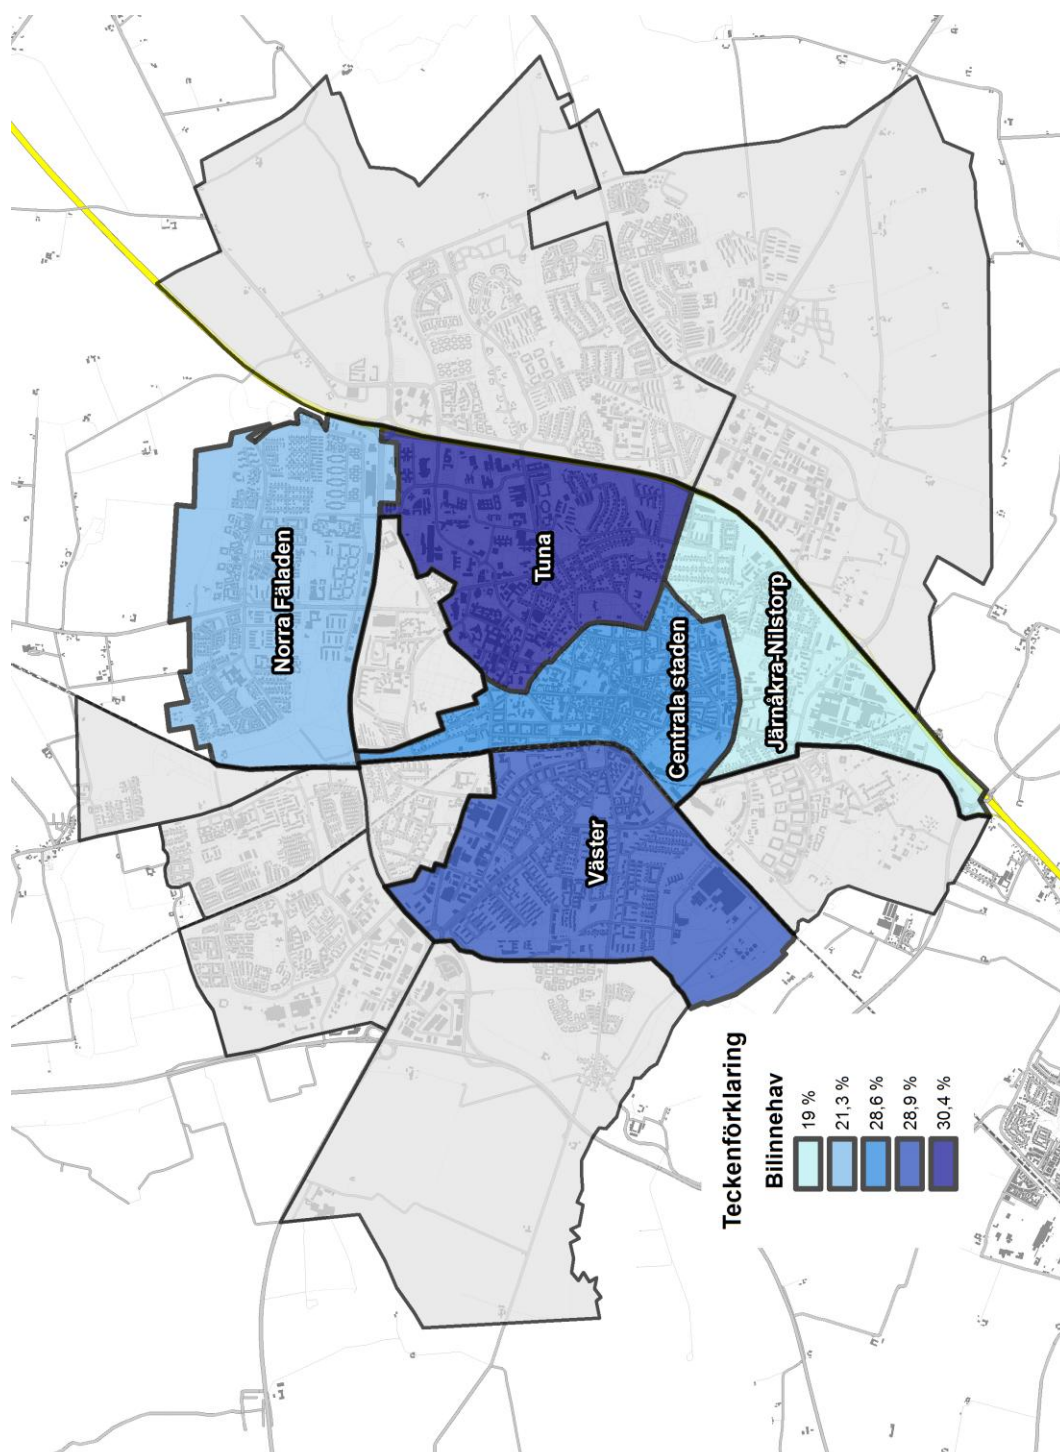 Norra Fäladen
Tuna
Centrala staden
Järnåkra-Nilstorp
Väster
Teckenförklaring
Bilinnehav
19 %
21,3 %
28,6 %
28,9 %
30,4 %